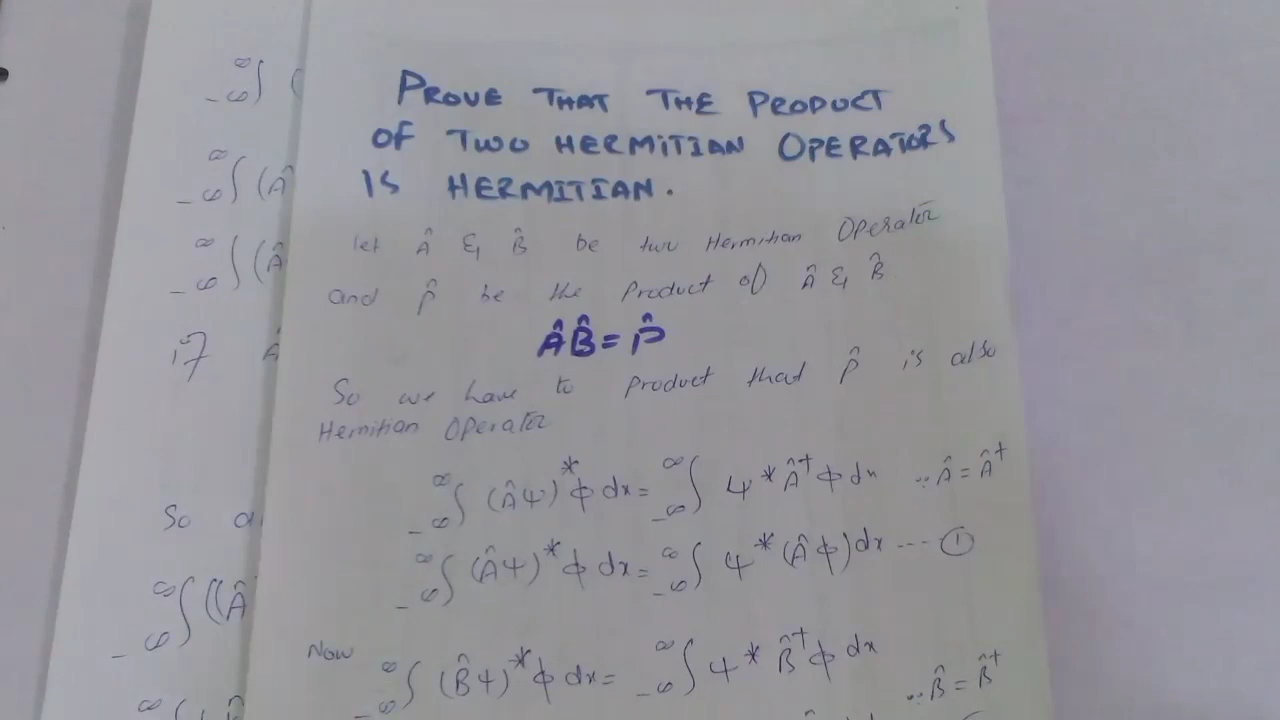 PROVE THAT THE PRODUCT
OF TWO HERMITIAN OPERATORS
IS HERMITIAN.
let Â & B̂ be two Hermitian Operator
and P̂ be the Product of Â & B̂
ÂB̂ = P̂
So we have to Product that P̂ is also
Hermitian Operator
-∞∫∞ (Âψ)*ϕ dx = -∞∫∞ ψ* Â†ϕ dx ∵ Â = Â†
-∞∫∞ (Âψ)*ϕ dx = -∞∫∞ ψ* (Âϕ) dx ---- ①
Now -∞∫∞ (B̂ψ)*ϕ dx = -∞∫∞ ψ* B̂†ϕ dx
∵ B̂ = B̂†
-∞∫∞ (
-∞∫∞ (Â
-∞∫∞ (Â
if Â
So
-∞∫∞ ((Â